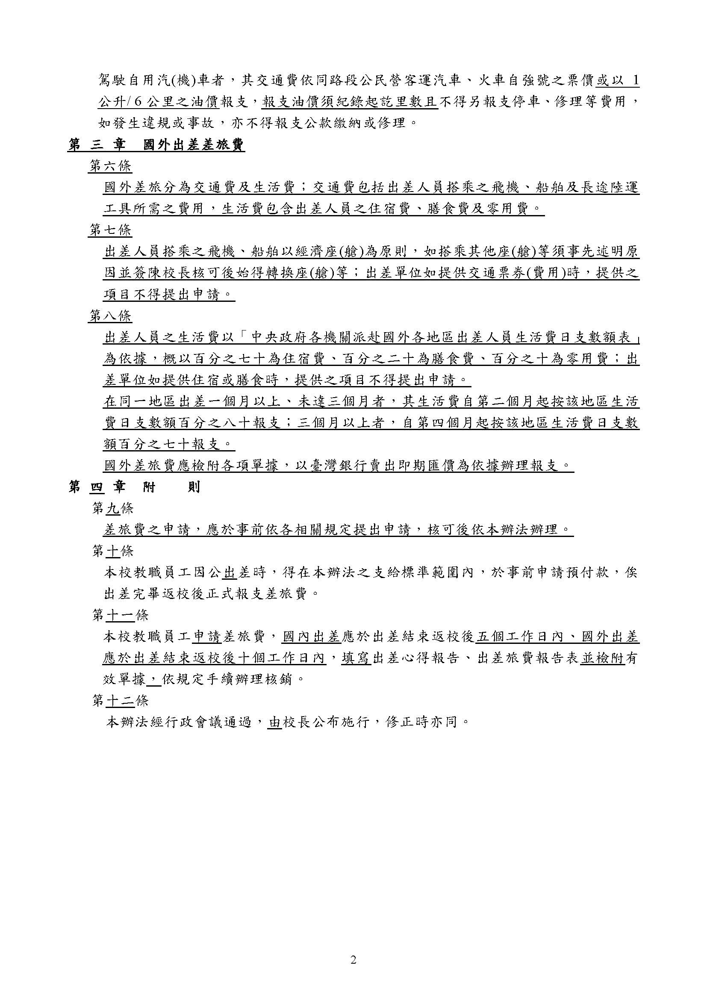 駕駛自用汽(機)車者，其交通費依同路段公民營客運汽車、火車自強號之票價或以 1
公升/ 6 公里之油價報支，報支油價須紀錄起訖里數且不得另報支停車、修理等費用，
如發生違規或事故，亦不得報支公款繳納或修理。
第 三 章　國外出差差旅費
第六條
國外差旅分為交通費及生活費；交通費包括出差人員搭乘之飛機、船舶及長途陸運
工具所需之費用，生活費包含出差人員之住宿費、膳食費及零用費。
第七條
出差人員搭乘之飛機、船舶以經濟座(艙)為原則，如搭乘其他座(艙)等須事先述明原
因並簽陳校長核可後始得轉換座(艙)等；出差單位如提供交通票券(費用)時，提供之
項目不得提出申請。
第八條
出差人員之生活費以「中央政府各機關派赴國外各地區出差人員生活費日支數額表」
為依據，概以百分之七十為住宿費、百分之二十為膳食費、百分之十為零用費；出
差單位如提供住宿或膳食時，提供之項目不得提出申請。
在同一地區出差一個月以上、未達三個月者，其生活費自第二個月起按該地區生活
費日支數額百分之八十報支；三個月以上者，自第四個月起按該地區生活費日支數
額百分之七十報支。
國外差旅費應檢附各項單據，以臺灣銀行賣出即期匯價為依據辦理報支。
第 四 章　附　　則
第九條
差旅費之申請，應於事前依各相關規定提出申請，核可後依本辦法辦理。
第十條
本校教職員工因公出差時，得在本辦法之支給標準範圍內，於事前申請預付款，俟
出差完畢返校後正式報支差旅費。
第十一條
本校教職員工申請差旅費，國內出差應於出差結束返校後五個工作日內、國外出差
應於出差結束返校後十個工作日內，填寫出差心得報告、出差旅費報告表並檢附有
效單據，依規定手續辦理核銷。
第十二條
本辦法經行政會議通過，由校長公布施行，修正時亦同。
2